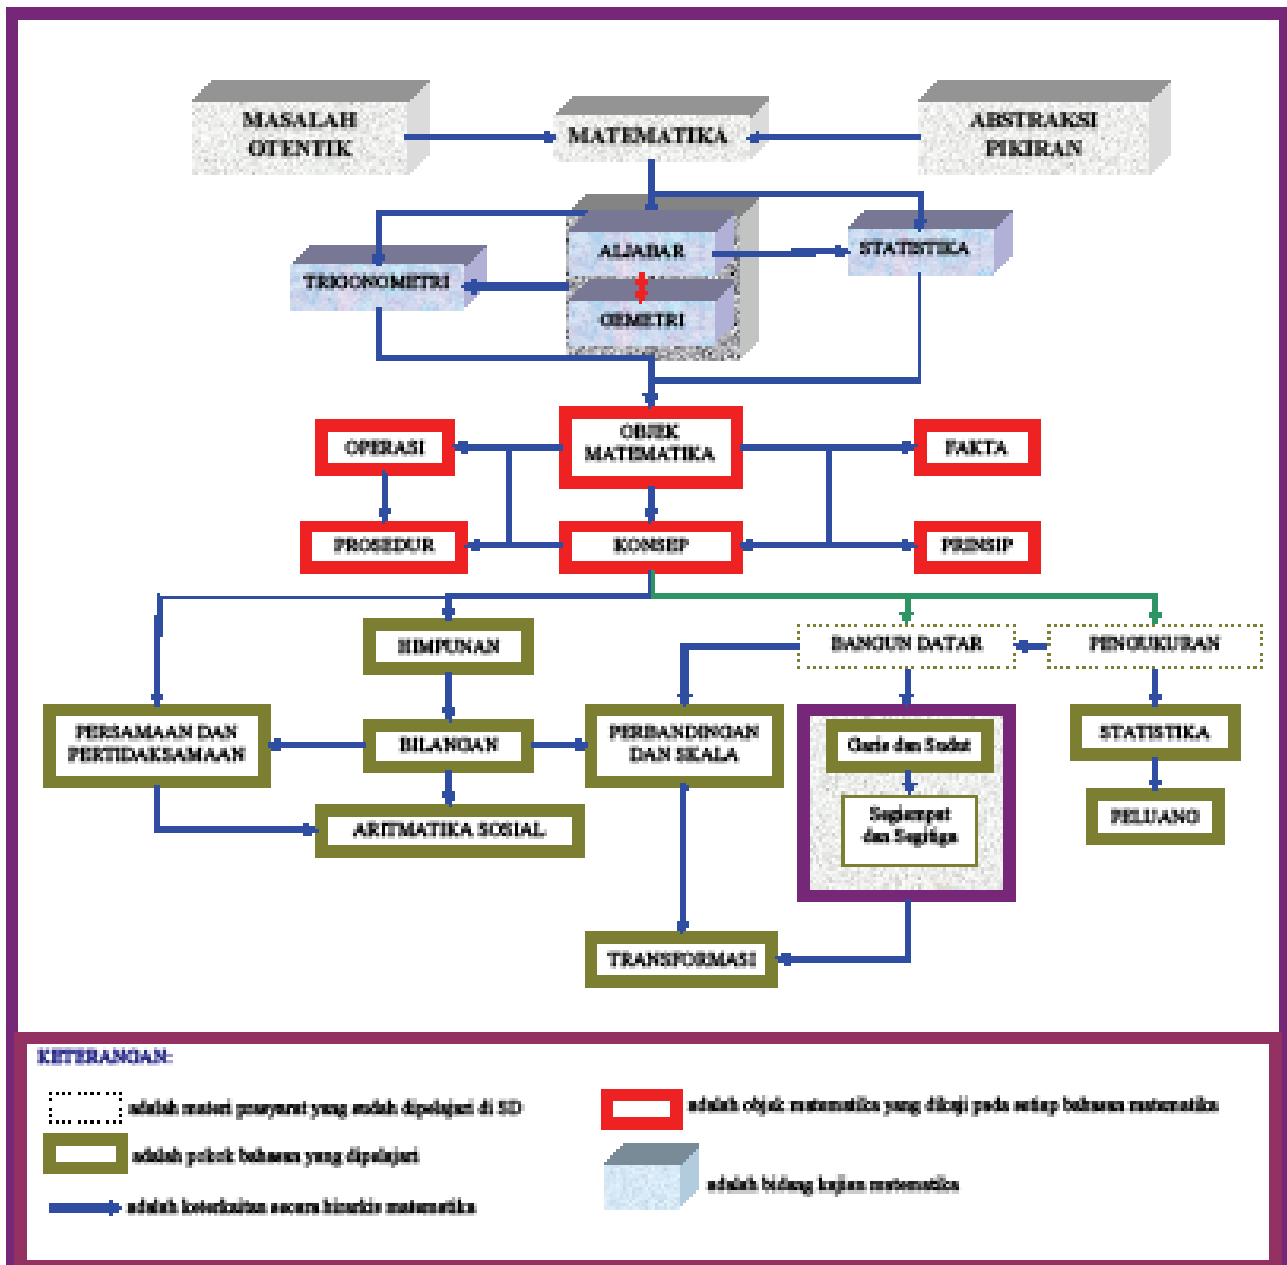 MASALAH
OTENTIK
MATEMATIKA
ABSTRAKSI
PIKIRAN
ALJABAR
STATISTIKA
TRIGONOMETRI
GEMETRI
OBJEK
MATEMATIKA
OPERASI
FAKTA
PROSEDUR
KONSEP
PRINSIP
HIMPUNAN
BANGUN DATAR
PENGUKURAN
PERSAMAAN DAN
PERTIDAKSAMAAN
BILANGAN
PERBANDINGAN
DAN SKALA
Garis dan Sudut
STATISTIKA
Segiempat
dan Segitiga
PELUANG
ARITMATIKA SOSIAL
TRANSFORMASI
KETERANGAN:
adalah materi prasyarat yang sudah dipelajari di SD
adalah objek matematika yang dikaji pada setiap bahasan matematika
adalah pokok bahasan yang dipelajari
adalah bidang kajian matematika
adalah keterkaitan secara hirarkis matematika